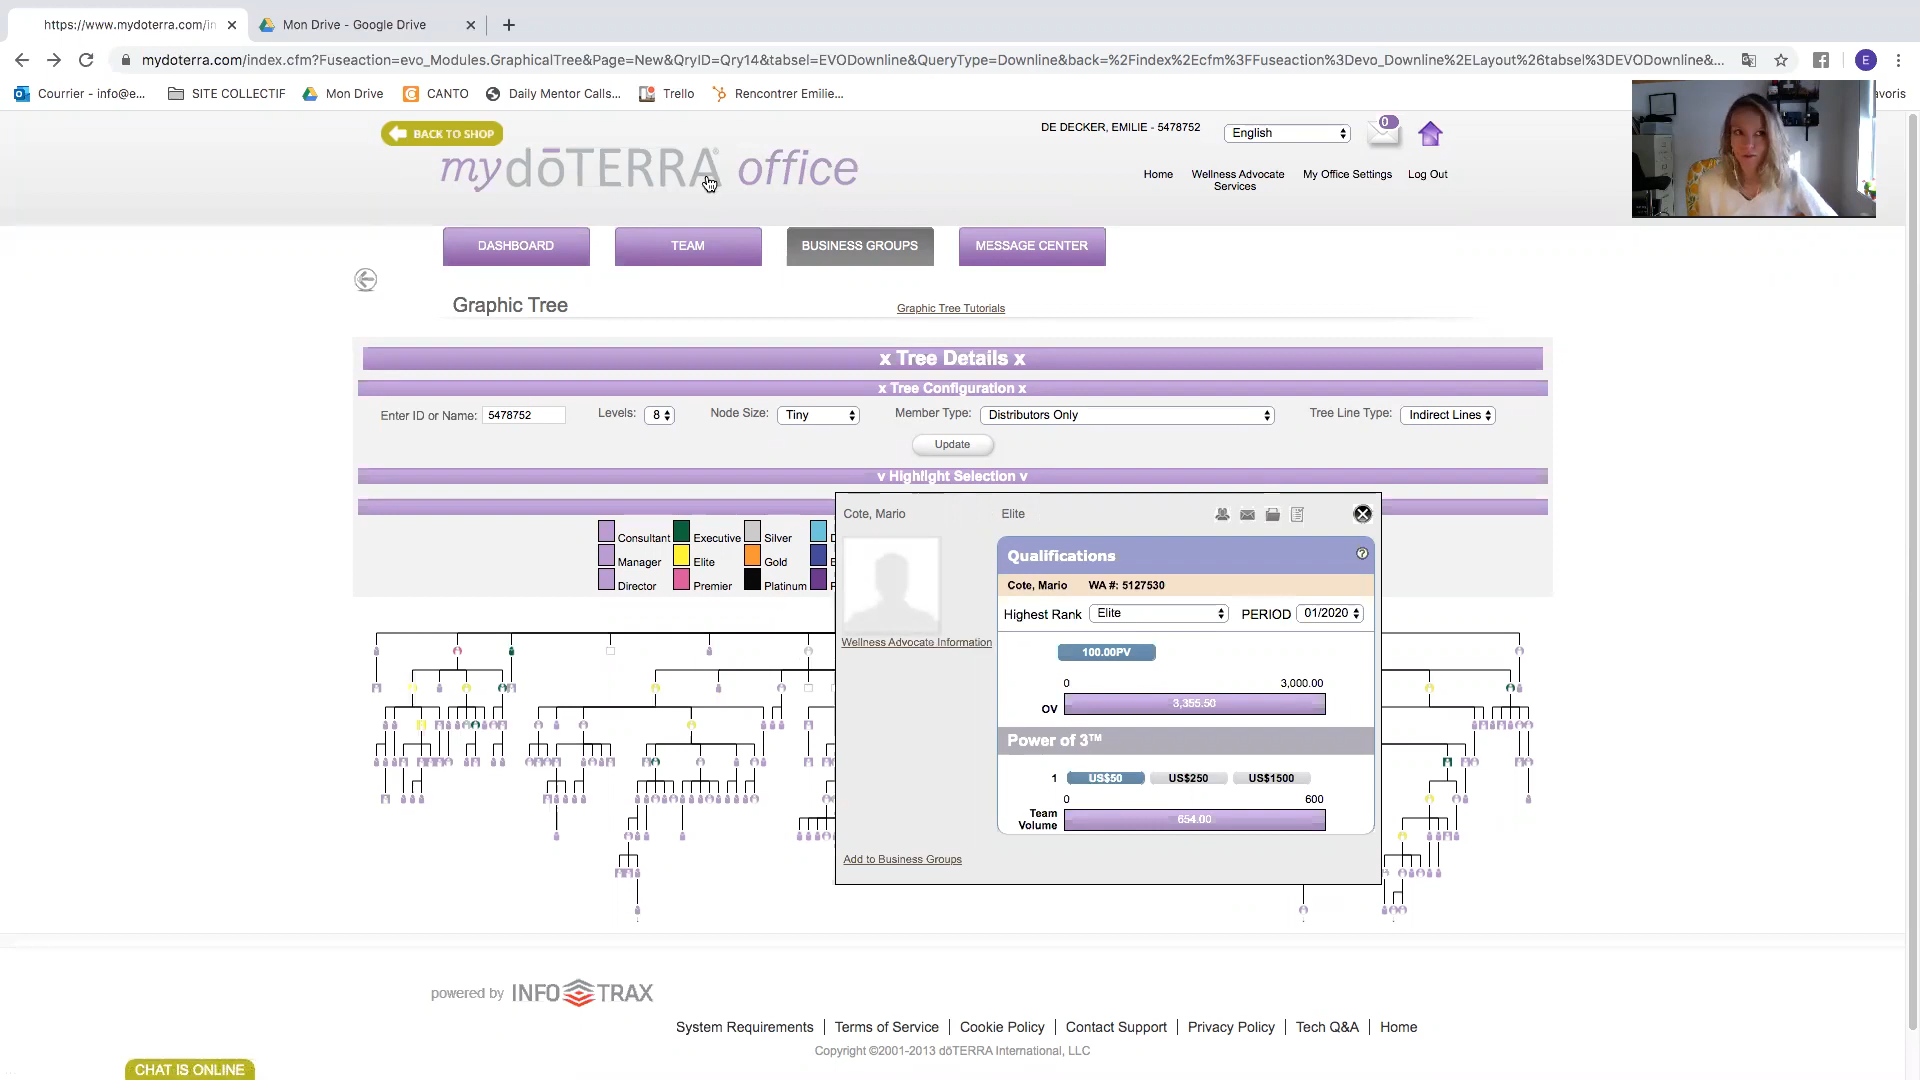 https://www.mydoterra.com/in
Mon Drive - Google Drive
mydoterra.com/index.cfm?Fuseaction=evo_Modules.GraphicalTree&Page=New&QryID=Qry14&tabsel=EVODownline&QueryType=Downline&back=%2Findex%2Ecfm%3FFuseaction%3Devo_Downline%2ELayout%26tabsel%3DEVODownline&...
E
Courrier - info@e...
SITE COLLECTIF
Mon Drive
CANTO
Daily Mentor Calls...
Trello
Rencontrer Emilie...
avoris
BACK TO SHOP
DE DECKER, EMILIE - 5478752
English
0
mydōTERRA® office
Home
Wellness Advocate Services
My Office Settings
Log Out
DASHBOARD
TEAM
BUSINESS GROUPS
MESSAGE CENTER
Graphic Tree
Graphic Tree Tutorials
x Tree Details x
x Tree Configuration x
Enter ID or Name: 5478752
Levels: 8
Node Size: Tiny
Member Type: Distributors Only
Tree Line Type: Indirect Lines
Update
v Highlight Selection v
Consultant Executive Silver D
Manager Elite Gold
Director Premier Platinum
Cote, Mario
Elite
Wellness Advocate Information
Add to Business Groups
Qualifications
?
Cote, Mario WA #: 5127530
Highest Rank Elite PERIOD 01/2020
100.00PV
0 3,000.00
OV 3,355.50
Power of 3™
1 US$50 US$250 US$1500
0 600
Team Volume 654.00
powered by INFOTRAX
System Requirements | Terms of Service | Cookie Policy | Contact Support | Privacy Policy | Tech Q&A | Home
Copyright ©2001-2013 dōTERRA International, LLC
CHAT IS ONLINE